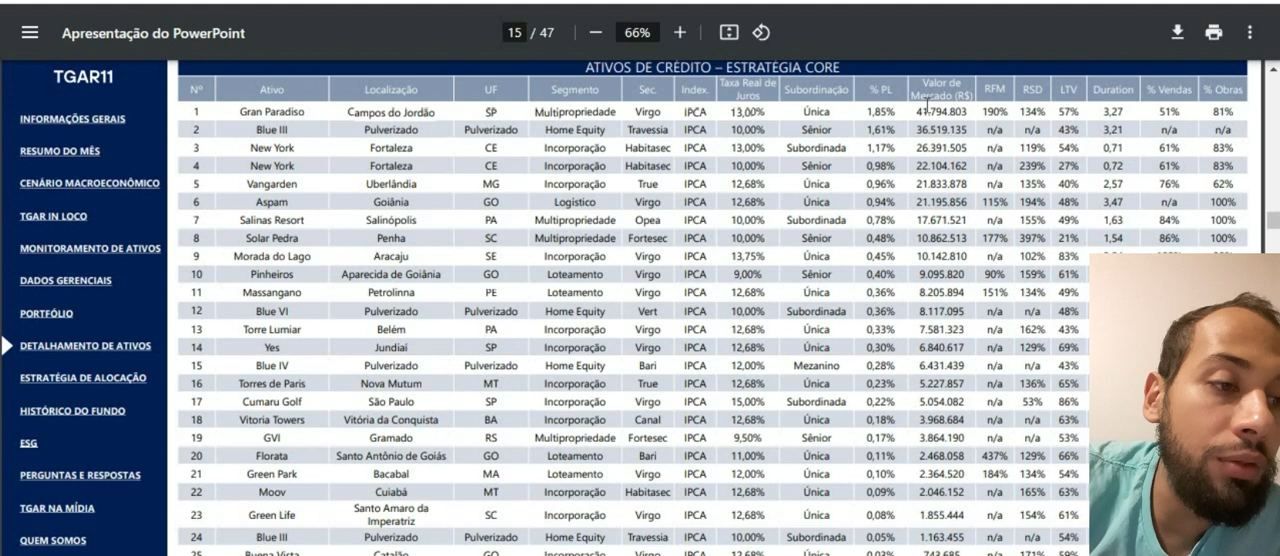 Apresentação do PowerPoint
15 / 47
66%
TGAR11
INFORMAÇÕES GERAIS
RESUMO DO MÊS
CENÁRIO MACROECONÔMICO
TGAR IN LOCO
MONITORAMENTO DE ATIVOS
DADOS GERENCIAIS
PORTFÓLIO
DETALHAMENTO DE ATIVOS
ESTRATÉGIA DE ALOCAÇÃO
HISTÓRICO DO FUNDO
ESG
PERGUNTAS E RESPOSTAS
TGAR NA MÍDIA
QUEM SOMOS
ATIVOS DE CRÉDITO – ESTRATÉGIA CORE
Nº Ativo Localização UF Segmento Sec. Index. Taxa Real de Juros Subordinação % PL Valor de Mercado (R$) RFM RSD LTV Duration % Vendas % Obras
1 Gran Paradiso Campos do Jordão SP Multipropriedade Virgo IPCA 13,00% Única 1,85% 41.794.803 190% 134% 57% 3,27 51% 81%
2 Blue III Pulverizado Pulverizado Home Equity Travessia IPCA 10,00% Sênior 1,61% 36.519.135 n/a n/a 43% 3,21 n/a n/a
3 New York Fortaleza CE Incorporação Habitasec IPCA 13,00% Subordinada 1,17% 26.391.505 n/a 119% 54% 0,71 61% 83%
4 New York Fortaleza CE Incorporação Habitasec IPCA 10,00% Sênior 0,98% 22.104.162 n/a 239% 27% 0,72 61% 83%
5 Vangarden Uberlândia MG Incorporação True IPCA 12,68% Única 0,96% 21.833.878 n/a 135% 40% 2,57 76% 62%
6 Aspam Goiânia GO Logístico Virgo IPCA 12,68% Única 0,94% 21.195.856 115% 194% 48% 3,47 n/a 100%
7 Salinas Resort Salinópolis PA Multipropriedade Opea IPCA 10,00% Subordinada 0,78% 17.671.521 n/a 155% 49% 1,63 84% 100%
8 Solar Pedra Penha SC Multipropriedade Fortesec IPCA 10,00% Sênior 0,48% 10.862.513 177% 397% 21% 1,54 86% 100%
9 Morada do Lago Aracaju SE Incorporação Virgo IPCA 13,75% Única 0,45% 10.142.810 n/a 102% 83%
10 Pinheiros Aparecida de Goiânia GO Loteamento Virgo IPCA 9,00% Sênior 0,40% 9.095.820 90% 159% 61%
11 Massangano Petrolinna PE Loteamento Virgo IPCA 12,68% Única 0,36% 8.205.894 151% 134% 49%
12 Blue VI Pulverizado Pulverizado Home Equity Vert IPCA 10,00% Subordinada 0,36% 8.117.095 n/a n/a 48%
13 Torre Lumiar Belém PA Incorporação Virgo IPCA 12,68% Única 0,33% 7.581.323 n/a 162% 43%
14 Yes Jundiaí SP Incorporação Virgo IPCA 12,68% Única 0,30% 6.840.617 n/a 129% 69%
15 Blue IV Pulverizado Pulverizado Home Equity Bari IPCA 12,00% Mezanino 0,28% 6.431.439 n/a n/a 43%
16 Torres de Paris Nova Mutum MT Incorporação True IPCA 12,68% Única 0,23% 5.227.857 n/a 136% 65%
17 Cumaru Golf São Paulo SP Incorporação Virgo IPCA 15,00% Subordinada 0,22% 5.054.082 n/a 53% 86%
18 Vitoria Towers Vitória da Conquista BA Incorporação Canal IPCA 12,68% Única 0,18% 3.968.684 n/a n/a 63%
19 GVI Gramado RS Multipropriedade Fortesec IPCA 9,50% Sênior 0,17% 3.864.190 n/a n/a 53%
20 Florata Santo Antônio de Goiás GO Loteamento Bari IPCA 11,00% Única 0,11% 2.468.058 437% 129% 66%
21 Green Park Bacabal MA Loteamento Virgo IPCA 12,00% Única 0,10% 2.364.520 184% 134% 54%
22 Moov Cuiabá MT Incorporação Habitasec IPCA 12,68% Única 0,09% 2.046.152 n/a 165% 63%
23 Green Life Santo Amaro da Imperatriz SC Incorporação Virgo IPCA 12,68% Única 0,08% 1.855.444 n/a 154% 61%
24 Blue III Pulverizado Pulverizado Home Equity Travessia IPCA 10,00% Subordinada 0,05% 1.163.455 n/a n/a 54%
25 Buena Vista Catalão GO Incorporação Habitasec IPCA 12,68% Única 0,03% 743.685 n/a 171% 59%